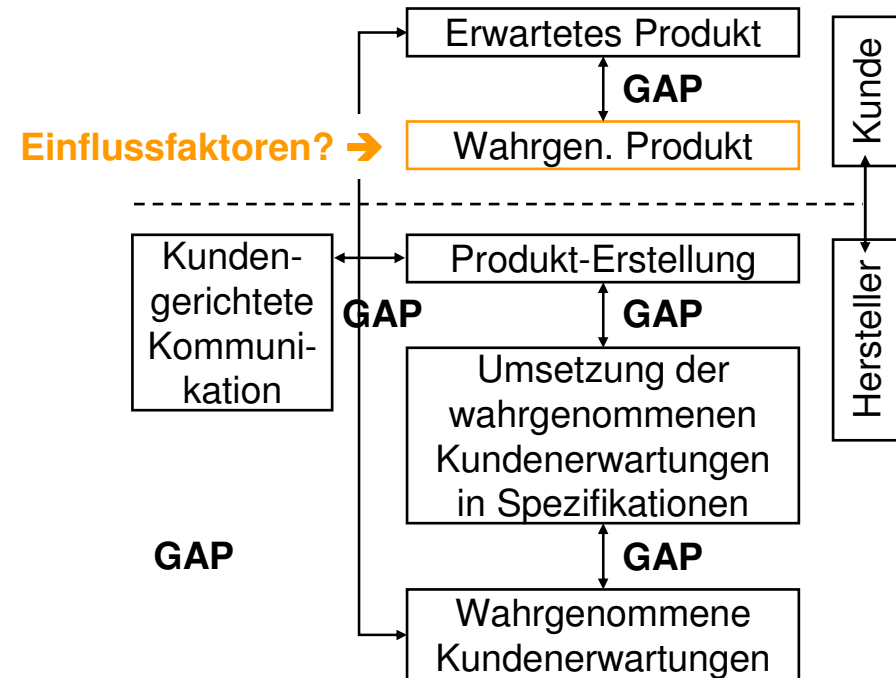 Erwartetes Produkt
GAP
Kunde
Einflussfaktoren? ➔
Wahrgen. Produkt
Kunden-
gerichtete
Kommuni-
kation
GAP
Produkt-Erstellung
GAP
Hersteller
Umsetzung der
wahrgenommenen
Kundenerwartungen
in Spezifikationen
GAP
GAP
Wahrgenommene
Kundenerwartungen